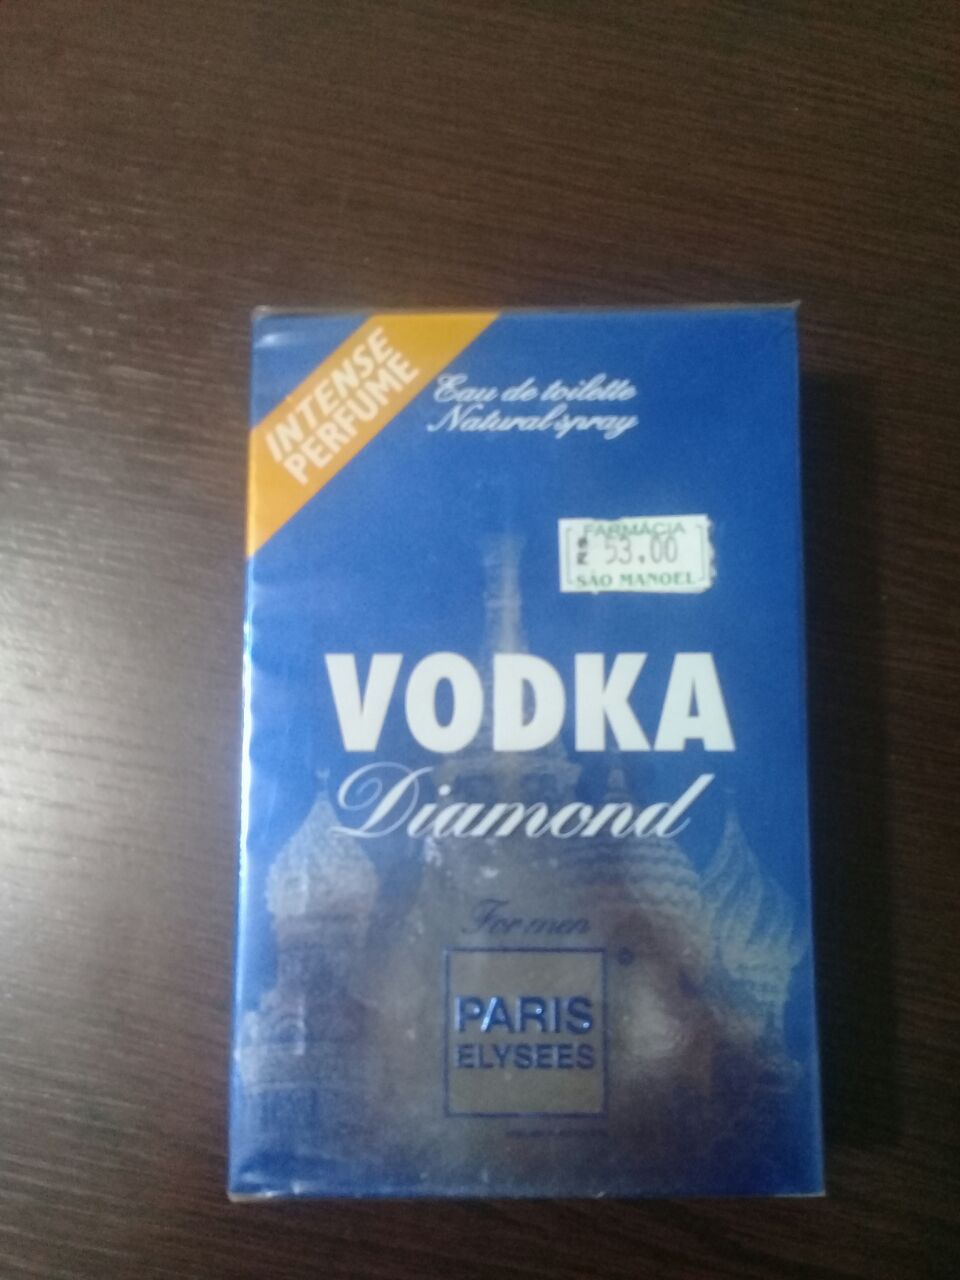 INTENSE
PERFUME
Eau de toilette
Natural spray
FARMÁCIA
R$ 53.00
SÃO MANOEL
VODKA
Diamond
For men
®
PARIS
ELYSEES